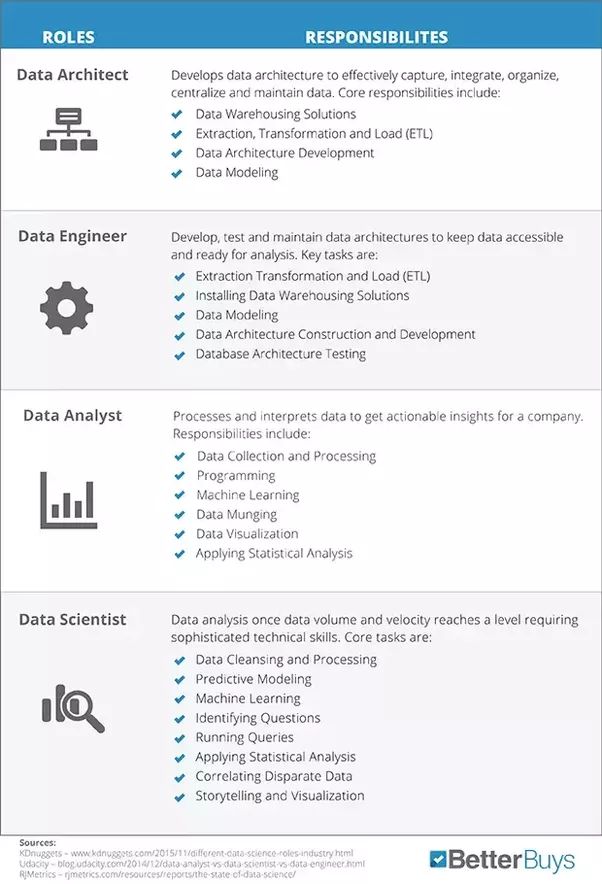 ROLES
RESPONSIBILITES
Data Architect
Develops data architecture to effectively capture, integrate, organize,
centralize and maintain data. Core responsibilities include:
Data Warehousing Solutions
Extraction, Transformation and Load (ETL)
Data Architecture Development
Data Modeling
Data Engineer
Develop, test and maintain data architectures to keep data accessible
and ready for analysis. Key tasks are:
Extraction Transformation and Load (ETL)
Installing Data Warehousing Solutions
Data Modeling
Data Architecture Construction and Development
Database Architecture Testing
Data Analyst
Processes and interprets data to get actionable insights for a company.
Responsibilities include:
Data Collection and Processing
Programming
Machine Learning
Data Munging
Data Visualization
Applying Statistical Analysis
Data Scientist
Data analysis once data volume and velocity reaches a level requiring
sophisticated technical skills. Core tasks are:
Data Cleansing and Processing
Predictive Modeling
Machine Learning
Identifying Questions
Running Queries
Applying Statistical Analysis
Correlating Disparate Data
Storytelling and Visualization
Sources:
KDnuggets – www.kdnuggets.com/2015/11/different-data-science-roles-industry.html
Udacity – blog.udacity.com/2014/12/data-analyst-vs-data-scientist-vs-data-engineer.html
RJMetrics – rjmetrics.com/resources/reports/the-state-of-data-science/
BetterBuys